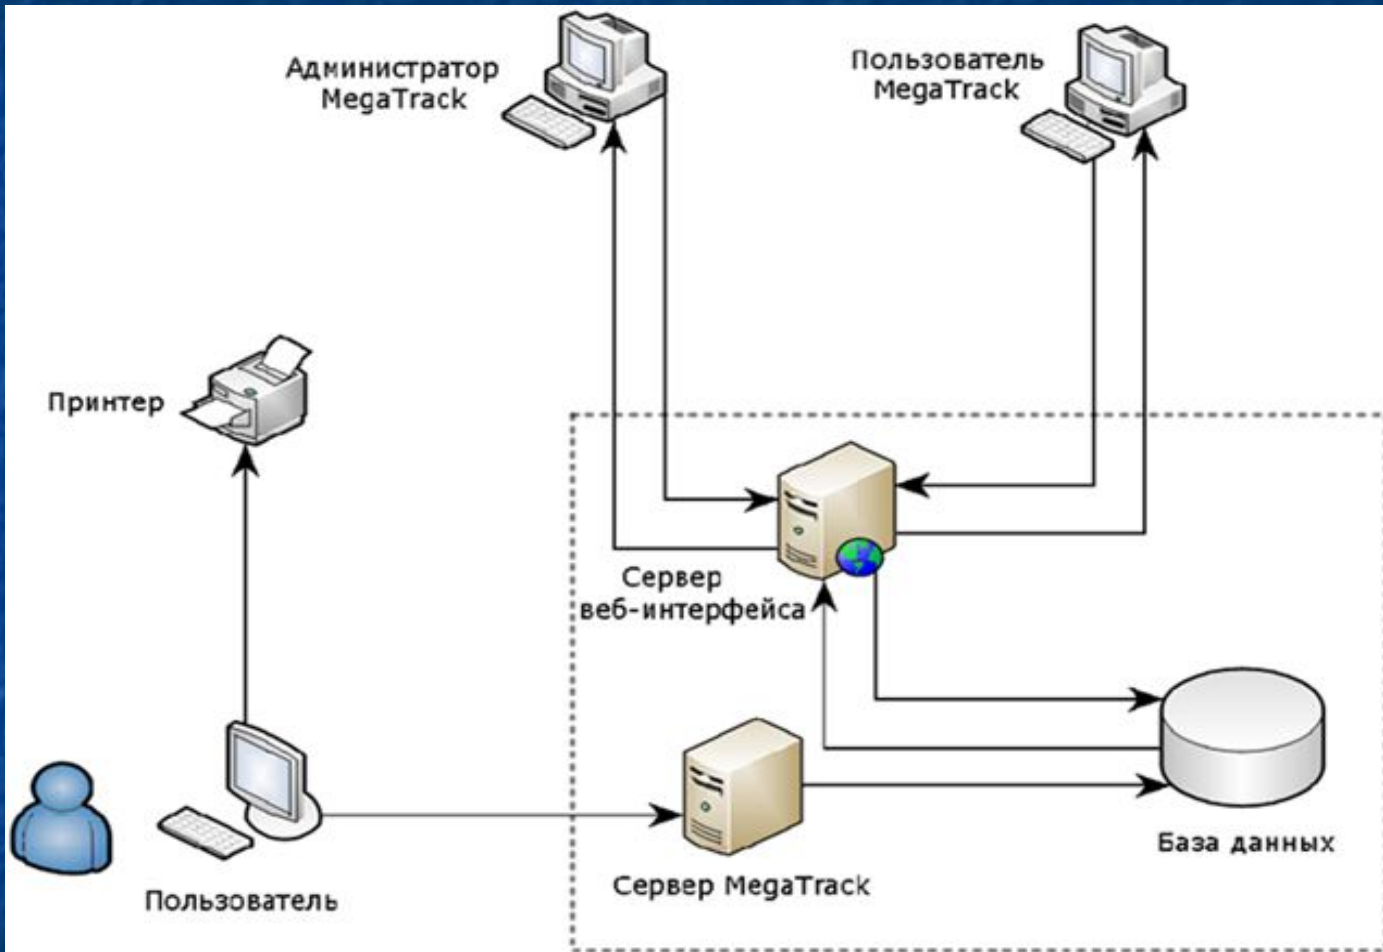 Администратор
MegaTrack
Пользователь
MegaTrack
Принтер
Сервер
веб-интерфейса
База данных
Сервер MegaTrack
Пользователь